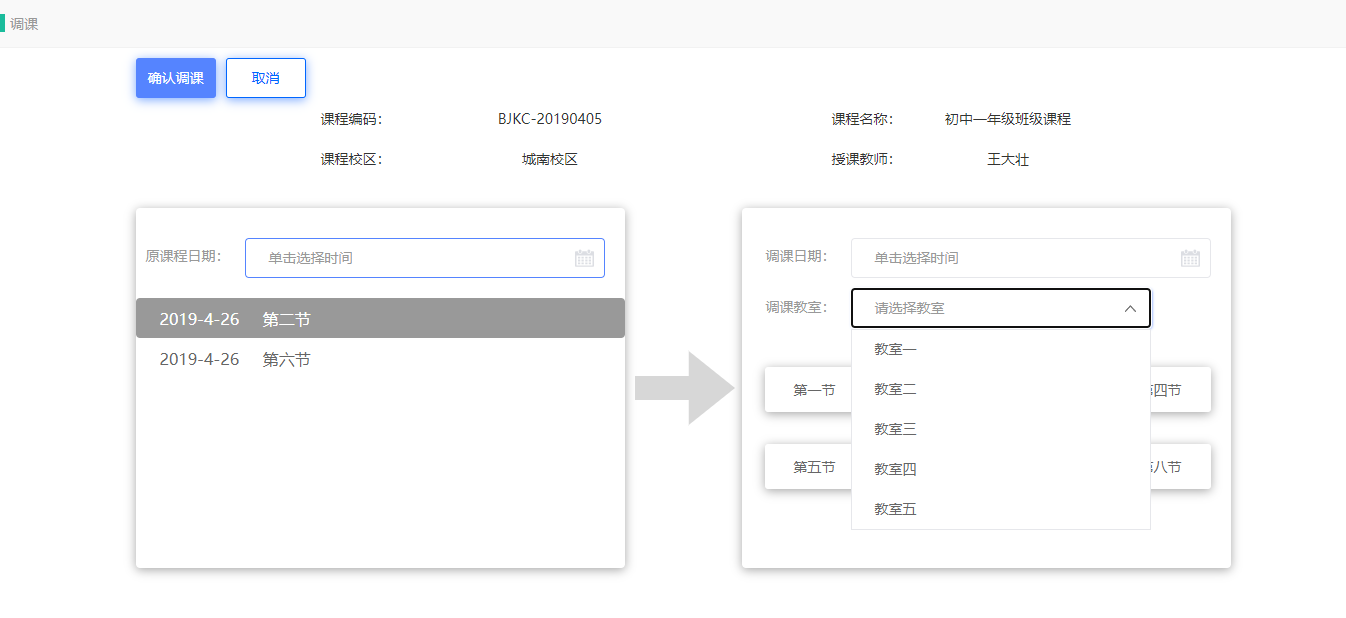 调课
确认调课 取消
课程编码： BJKC-20190405 课程名称： 初中一年级班级课程
课程校区： 城南校区 授课教师： 王大壮
原课程日期： 单击选择时间
2019-4-26 第二节
2019-4-26 第六节
调课日期： 单击选择时间
调课教室： 请选择教室
教室一
教室二
教室三
教室四
教室五
第一节 第四节
第五节 第八节